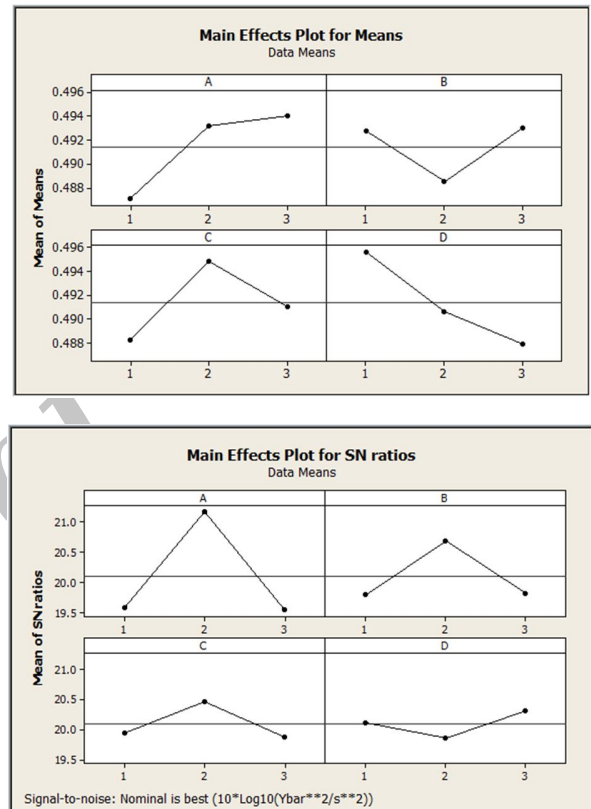 Main Effects Plot for Means
Data Means
Mean of Means
A B
0.496
0.494
0.492
0.490
0.488
1 2 3 1 2 3
C D
0.496
0.494
0.492
0.490
0.488
1 2 3 1 2 3
Main Effects Plot for SN ratios
Data Means
Mean of SN ratios
A B
21.0
20.5
20.0
19.5
1 2 3 1 2 3
C D
21.0
20.5
20.0
19.5
1 2 3 1 2 3
Signal-to-noise: Nominal is best (10*Log10(Ybar**2/s**2))